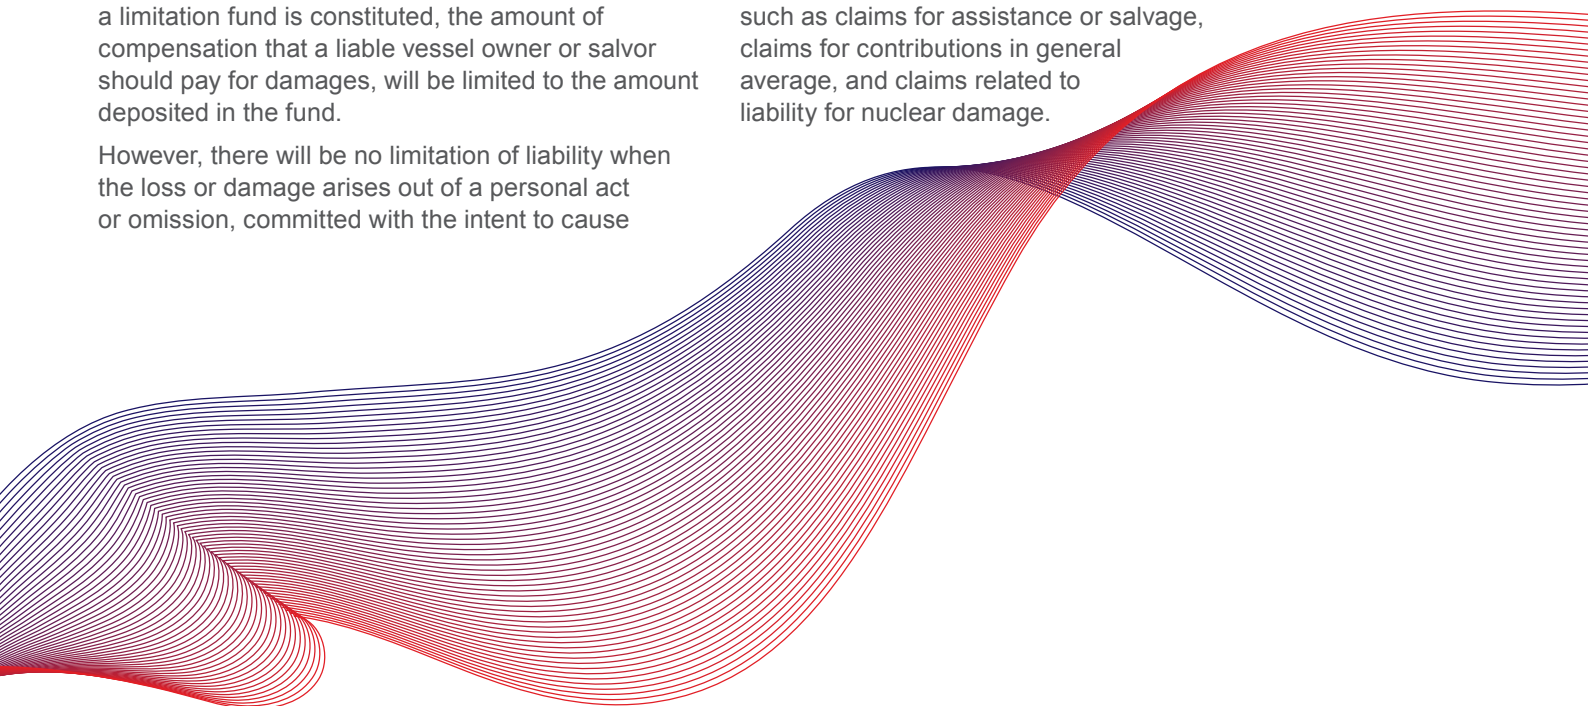 a limitation fund is constituted, the amount of
compensation that a liable vessel owner or salvor
should pay for damages, will be limited to the amount
deposited in the fund.
However, there will be no limitation of liability when
the loss or damage arises out of a personal act
or omission, committed with the intent to cause
such as claims for assistance or salvage,
claims for contributions in general
average, and claims related to
liability for nuclear damage.